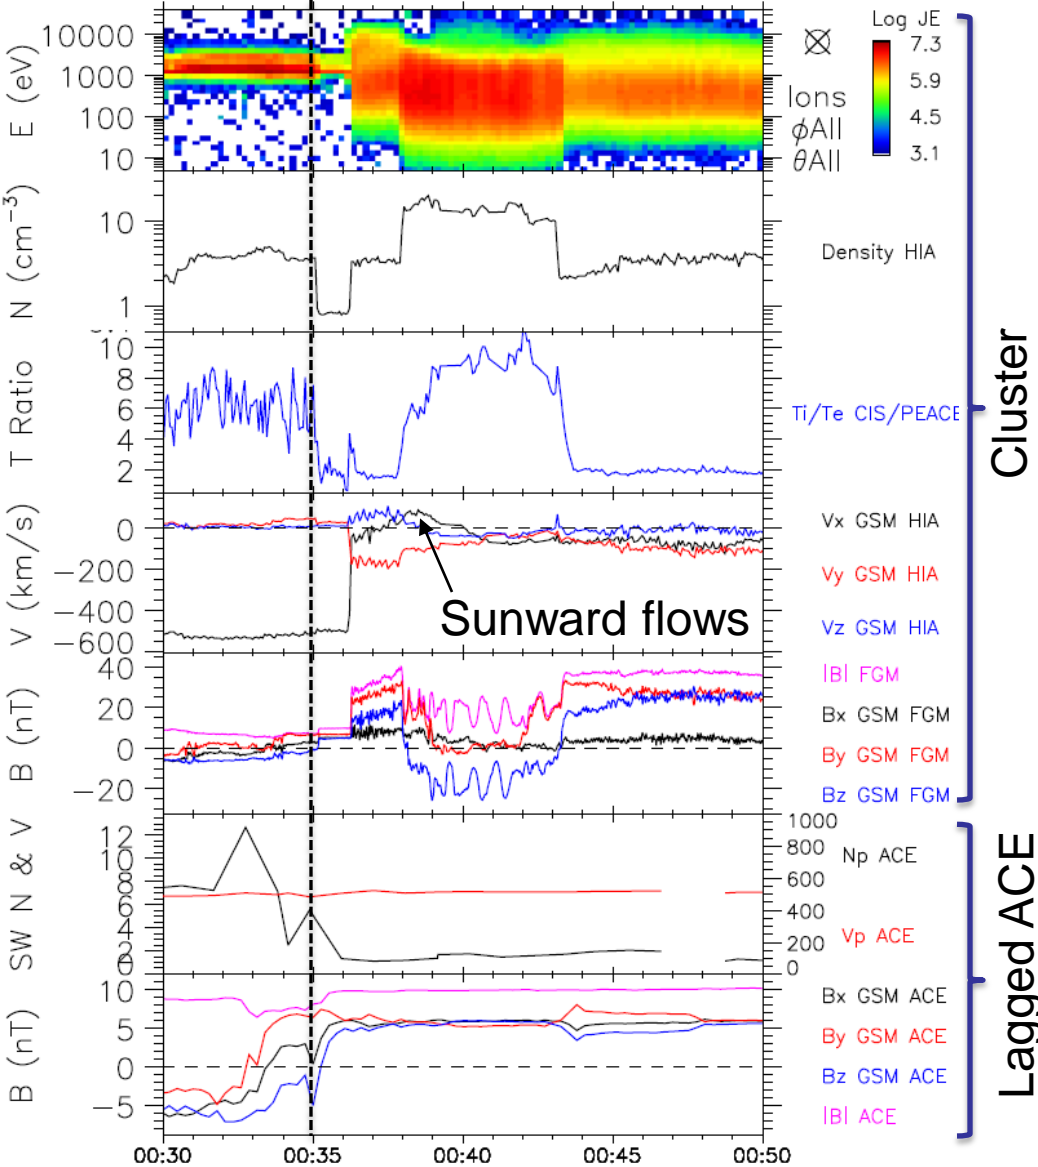 Log JE
E (eV)
10000
1000
100
10
7.3
5.9
4.5
3.1
Ions
ϕAll
θAll
N (cm⁻³)
10
1
Density HIA
T Ratio
10
8
6
4
2
Ti/Te CIS/PEACE
V (km/s)
0
−200
−400
−600
Sunward flows
Vx GSM HIA
Vy GSM HIA
Vz GSM HIA
B (nT)
40
20
0
−20
|B| FGM
Bx GSM FGM
By GSM FGM
Bz GSM FGM
Cluster
SW N & V
12
10
8
6
4
2
0
1000
800
600
400
200
0
Np ACE
Vp ACE
B (nT)
10
5
0
−5
Bx GSM ACE
By GSM ACE
Bz GSM ACE
|B| ACE
Lagged ACE
00:30 00:35 00:40 00:45 00:50